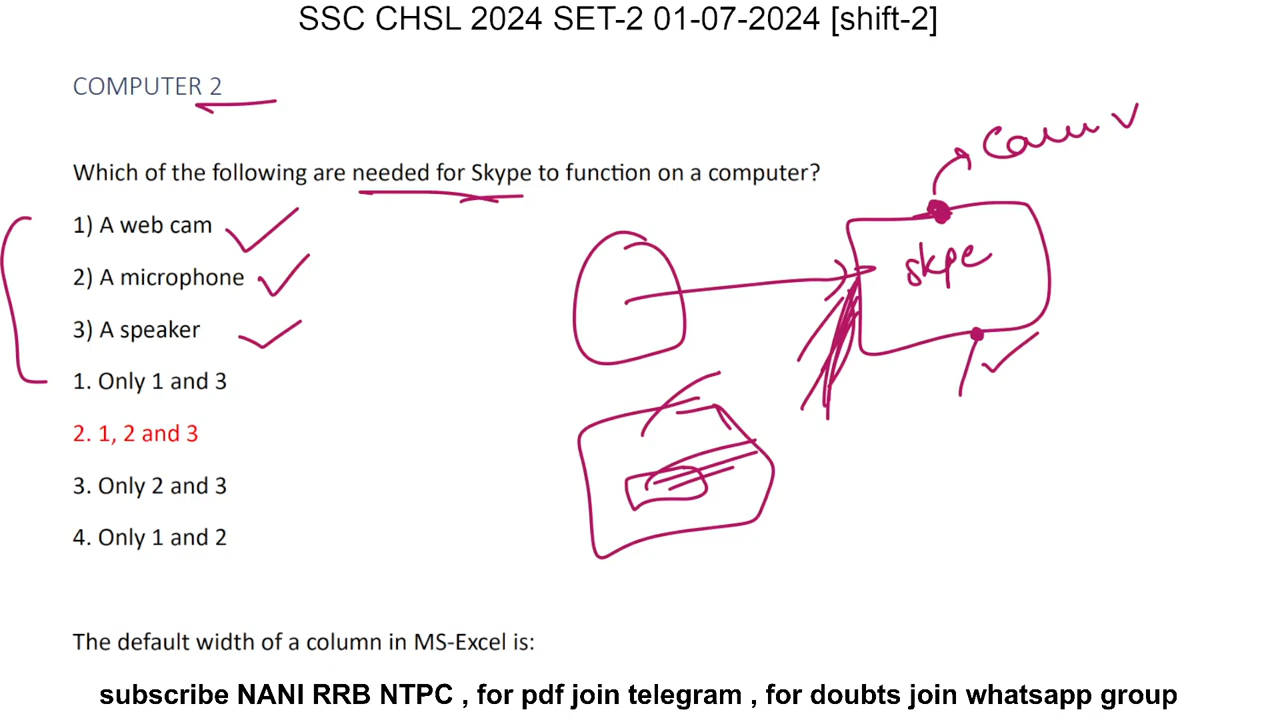 SSC CHSL 2024 SET-2 01-07-2024 [shift-2]
COMPUTER 2
Which of the following are needed for Skype to function on a computer?
1) A web cam
2) A microphone
3) A speaker
1. Only 1 and 3
2. 1, 2 and 3
3. Only 2 and 3
4. Only 1 and 2
skpe
The default width of a column in MS-Excel is:
subscribe NANI RRB NTPC , for pdf join telegram , for doubts join whatsapp group